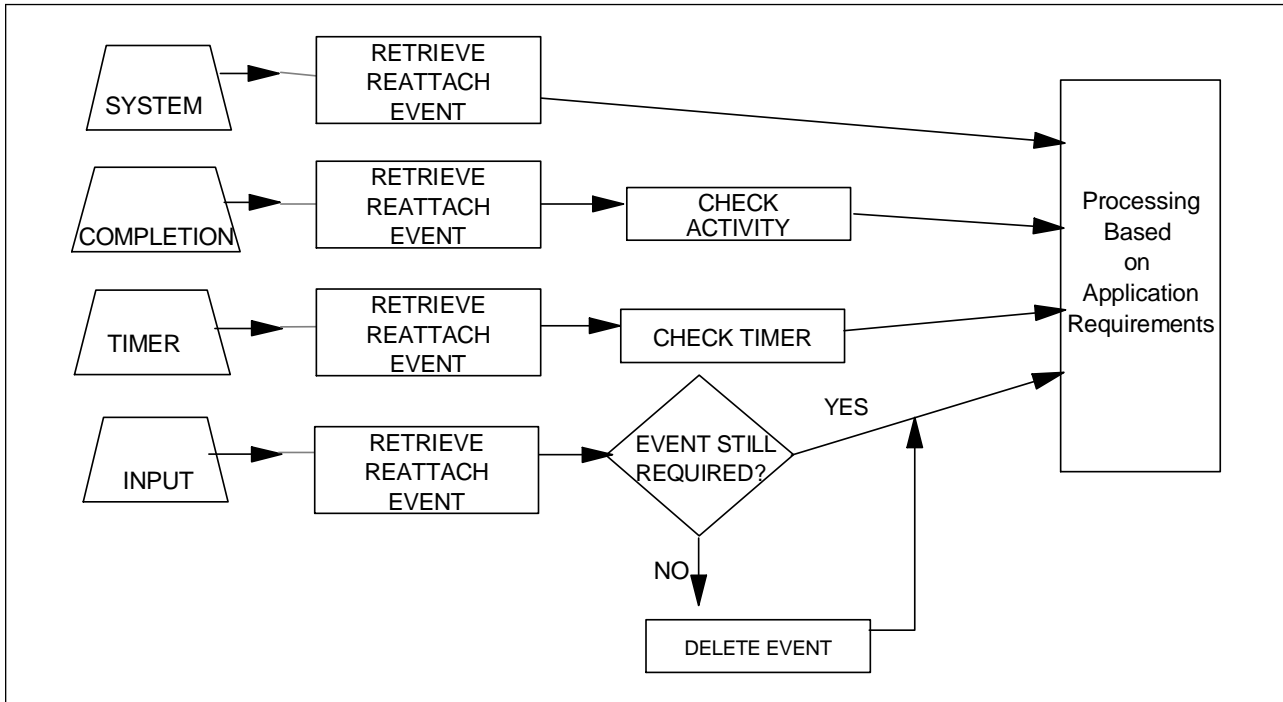 SYSTEM
RETRIEVE
REATTACH
EVENT
COMPLETION
RETRIEVE
REATTACH
EVENT
CHECK
ACTIVITY
TIMER
RETRIEVE
REATTACH
EVENT
CHECK TIMER
INPUT
RETRIEVE
REATTACH
EVENT
EVENT STILL
REQUIRED?
YES
NO
DELETE EVENT
Processing
Based
on
Application
Requirements